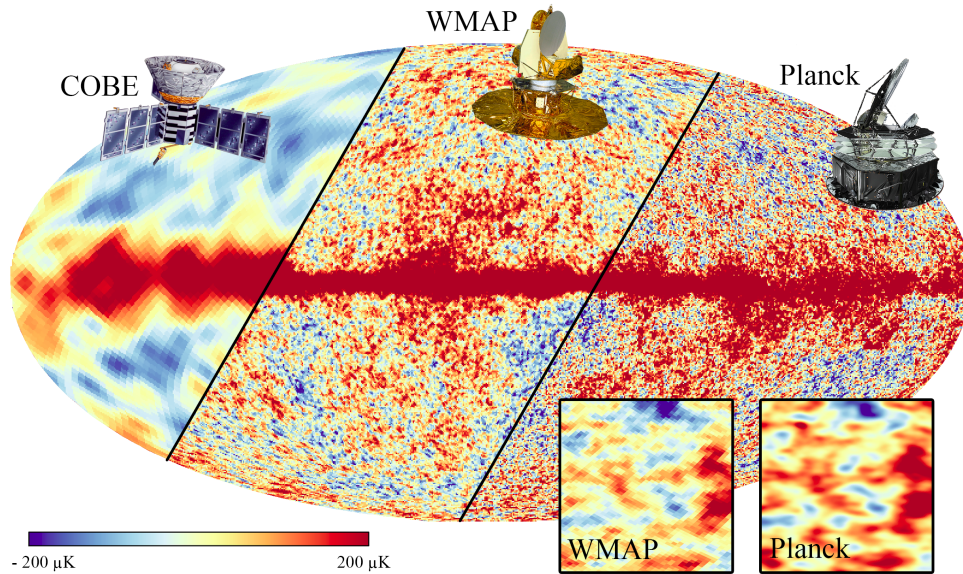 WMAP
COBE
Planck
WMAP
Planck
- 200 µK
200 µK